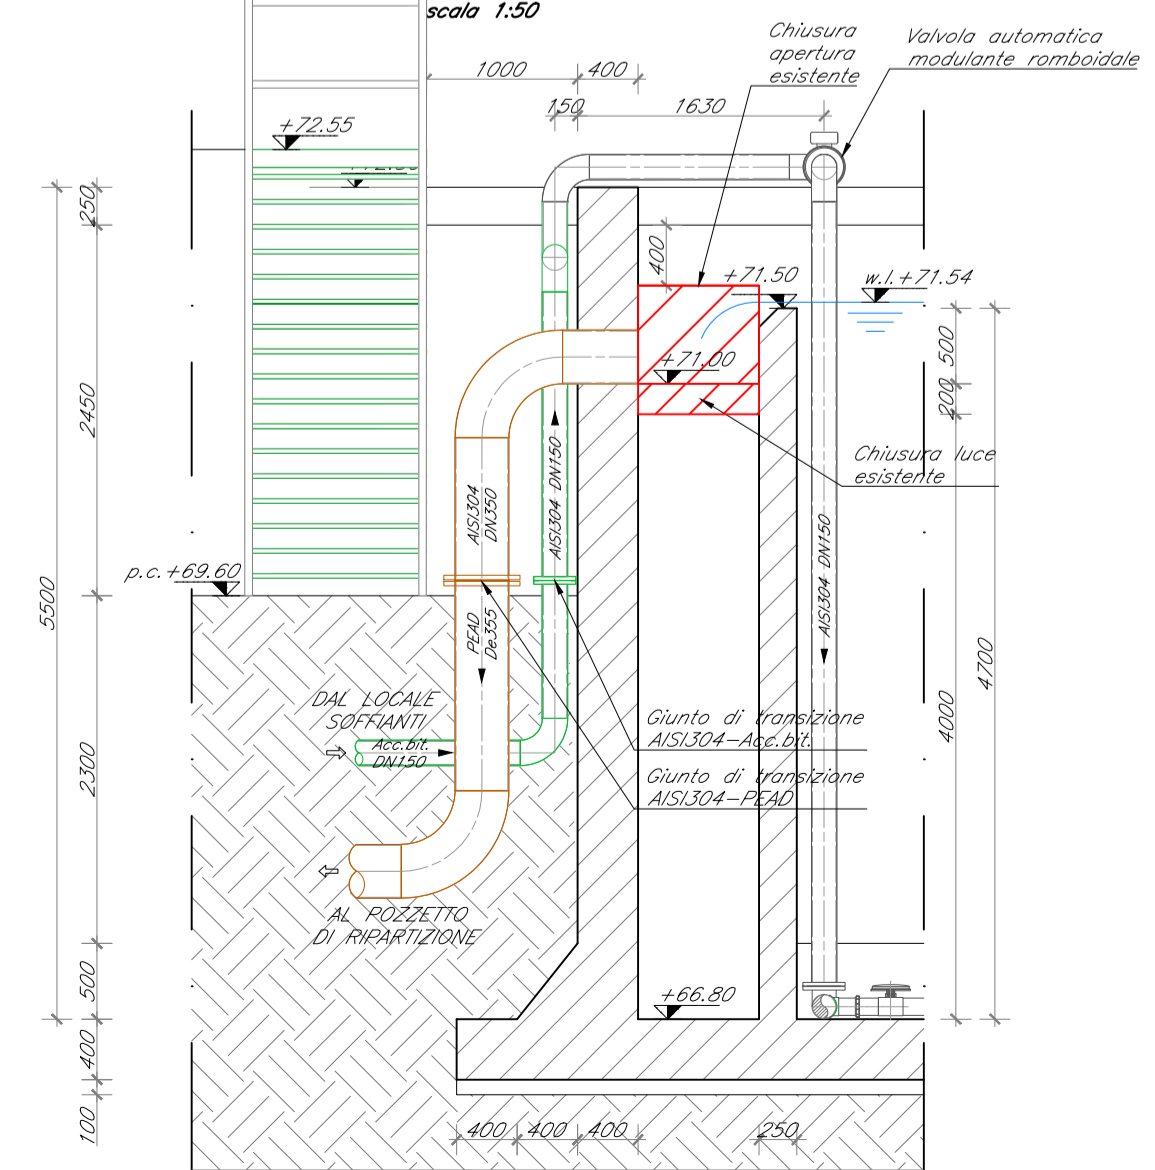 scala 1:50
Chiusura
apertura
esistente
Valvola automatica
modulante romboidale
1000
400
150
1630
+72.55
250
400
+71.50
w.l.+71.54
+71.00
500
200
2450
Chiusura luce
esistente
AISI304
DN350
AISI304 DN150
AISI304 DN150
p.c.+69.60
5500
PEAD
De355
4700
4000
DAL LOCALE
SOFFIANTI
Acc.bit.
DN150
Giunto di transizione
AISI304-Acc.bit.
Giunto di transizione
AISI304-PEAD
2300
AL POZZETTO
DI RIPARTIZIONE
500
+66.80
400
100
400
400
400
250